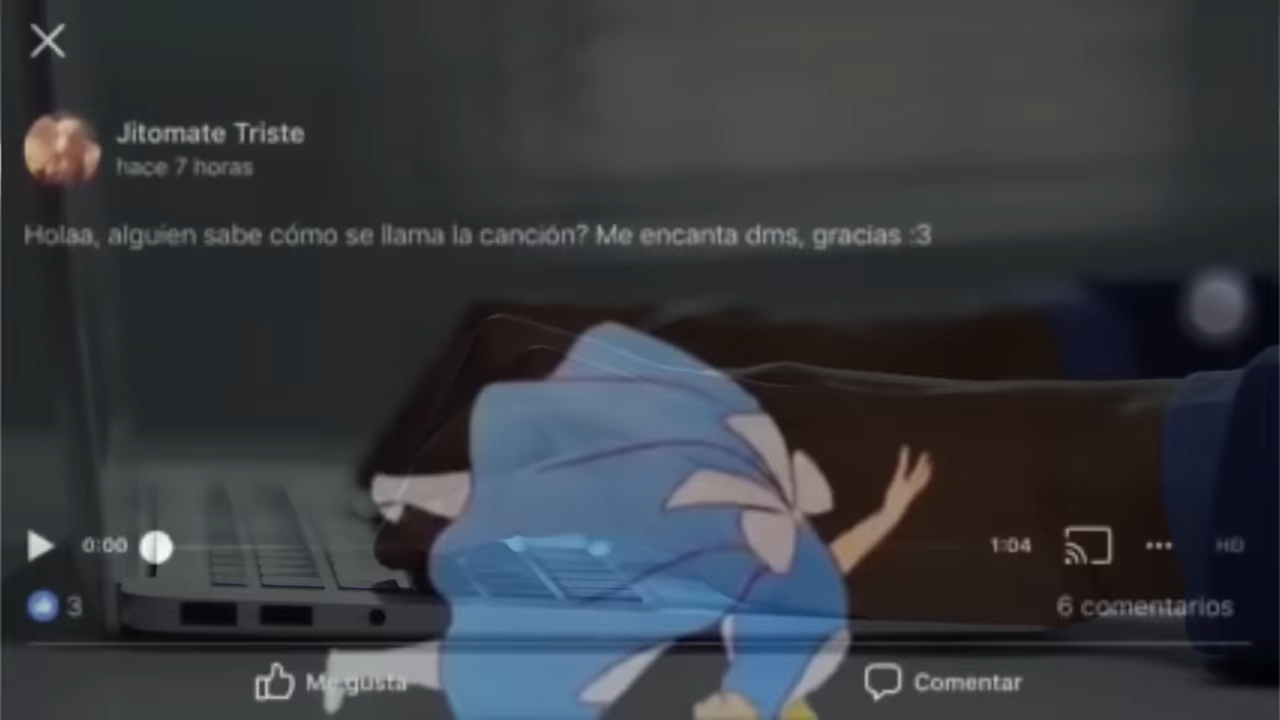 Jitomate Triste
hace 7 horas
Holaa, alguien sabe cómo se llama la canción? Me encanta dms, gracias :3
0:00
1:04
HD
3
6 comentarios
Me gusta
Comentar